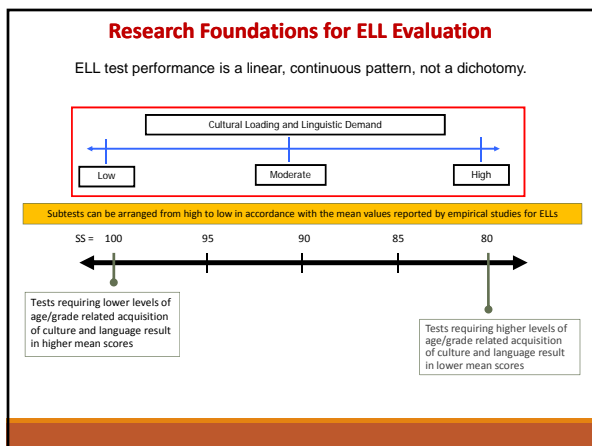 Research Foundations for ELL Evaluation
ELL test performance is a linear, continuous pattern, not a dichotomy.
Cultural Loading and Linguistic Demand
Low
Moderate
High
Subtests can be arranged from high to low in accordance with the mean values reported by empirical studies for ELLs
SS = 100 95 90 85 80
Tests requiring lower levels of
age/grade related acquisition
of culture and language result
in higher mean scores
Tests requiring higher levels of
age/grade related acquisition
of culture and language result
in lower mean scores